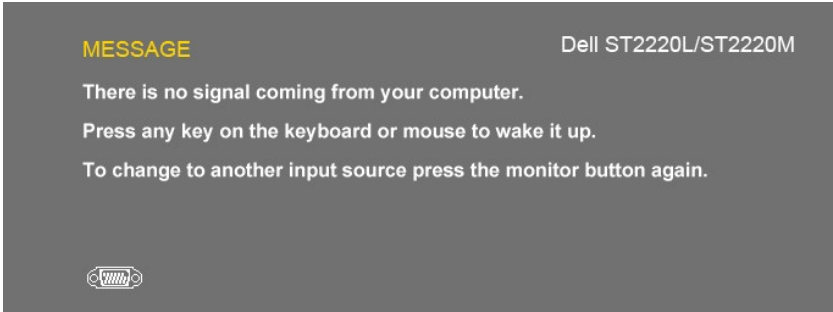 MESSAGE
Dell ST2220L/ST2220M
There is no signal coming from your computer.
Press any key on the keyboard or mouse to wake it up.
To change to another input source press the monitor button again.